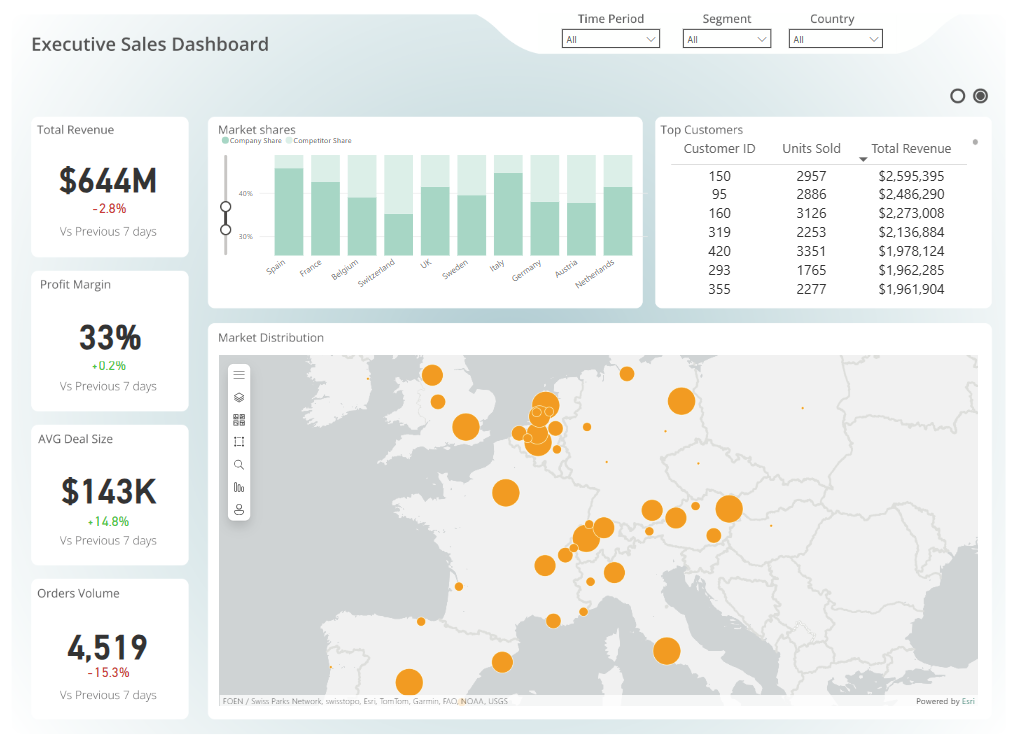 Executive Sales Dashboard
Time Period
Segment
Country
All
All
All
Total Revenue
$644M
-2.8%
Vs Previous 7 days
Profit Margin
33%
+0.2%
Vs Previous 7 days
AVG Deal Size
$143K
+14.8%
Vs Previous 7 days
Orders Volume
4,519
-15.3%
Vs Previous 7 days
Market shares
Company Share Competitor Share
40%
30%
Spain France Belgium Switzerland UK Sweden Italy Germany Austria Netherlands
Top Customers
Customer ID Units Sold Total Revenue
150 2957 $2,595,395
95 2886 $2,486,290
160 3126 $2,273,008
319 2253 $2,136,884
420 3351 $1,978,124
293 1765 $1,962,285
355 2277 $1,961,904
Market Distribution
FOEN / Swiss Parks Network, swisstopo, Esri, TomTom, Garmin, FAO, NOAA, USGS
Powered by Esri